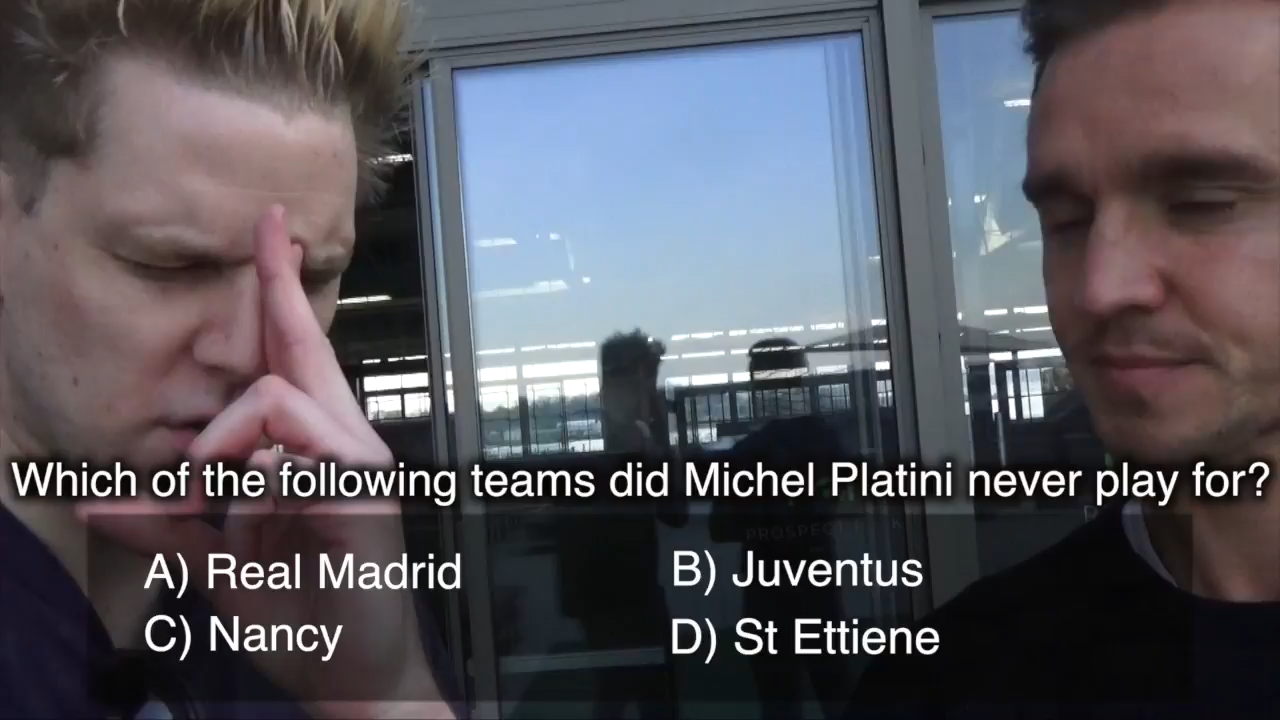 Which of the following teams did Michel Platini never play for?
A) Real Madrid
B) Juventus
C) Nancy
D) St Ettiene